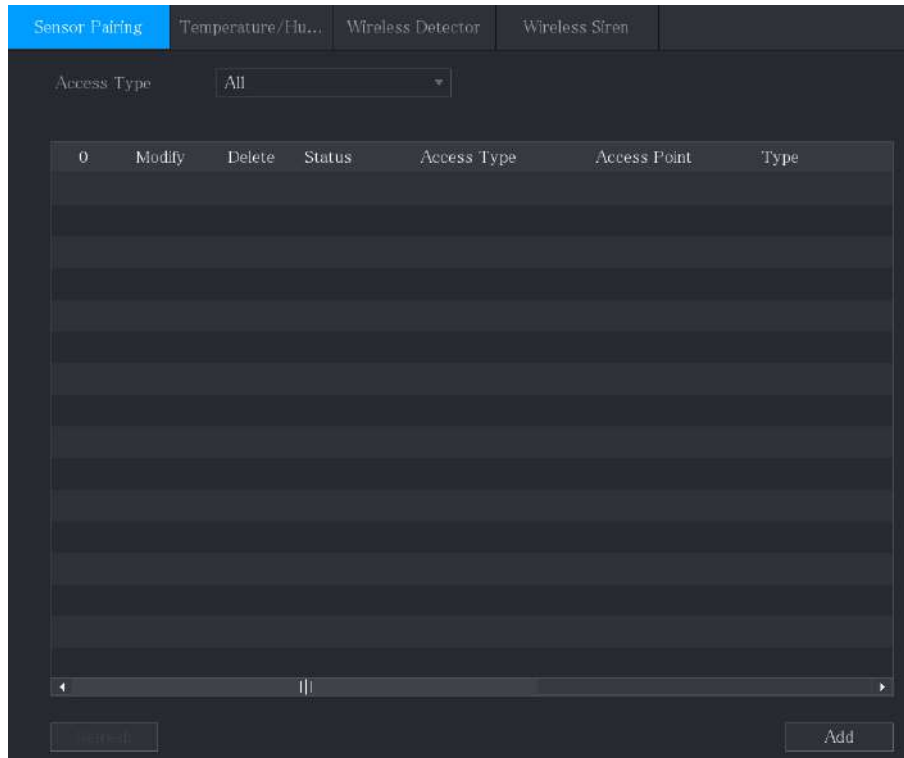 Sensor Pairing Temperature/Hu... Wireless Detector Wireless Siren
Access Type All
0 Modify Delete Status Access Type Access Point Type
Add